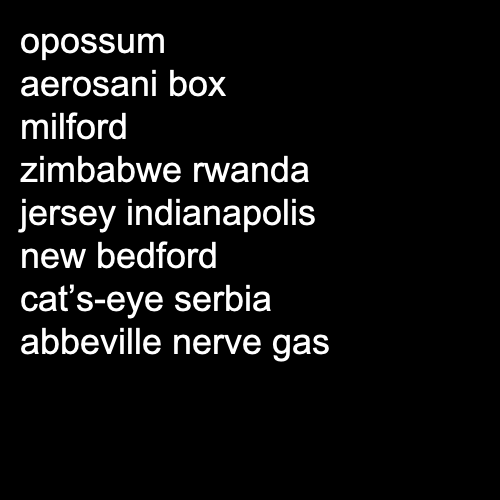 opossum
aerosani box
milford
zimbabwe rwanda
jersey indianapolis
new bedford
cat’s-eye serbia
abbeville nerve gas